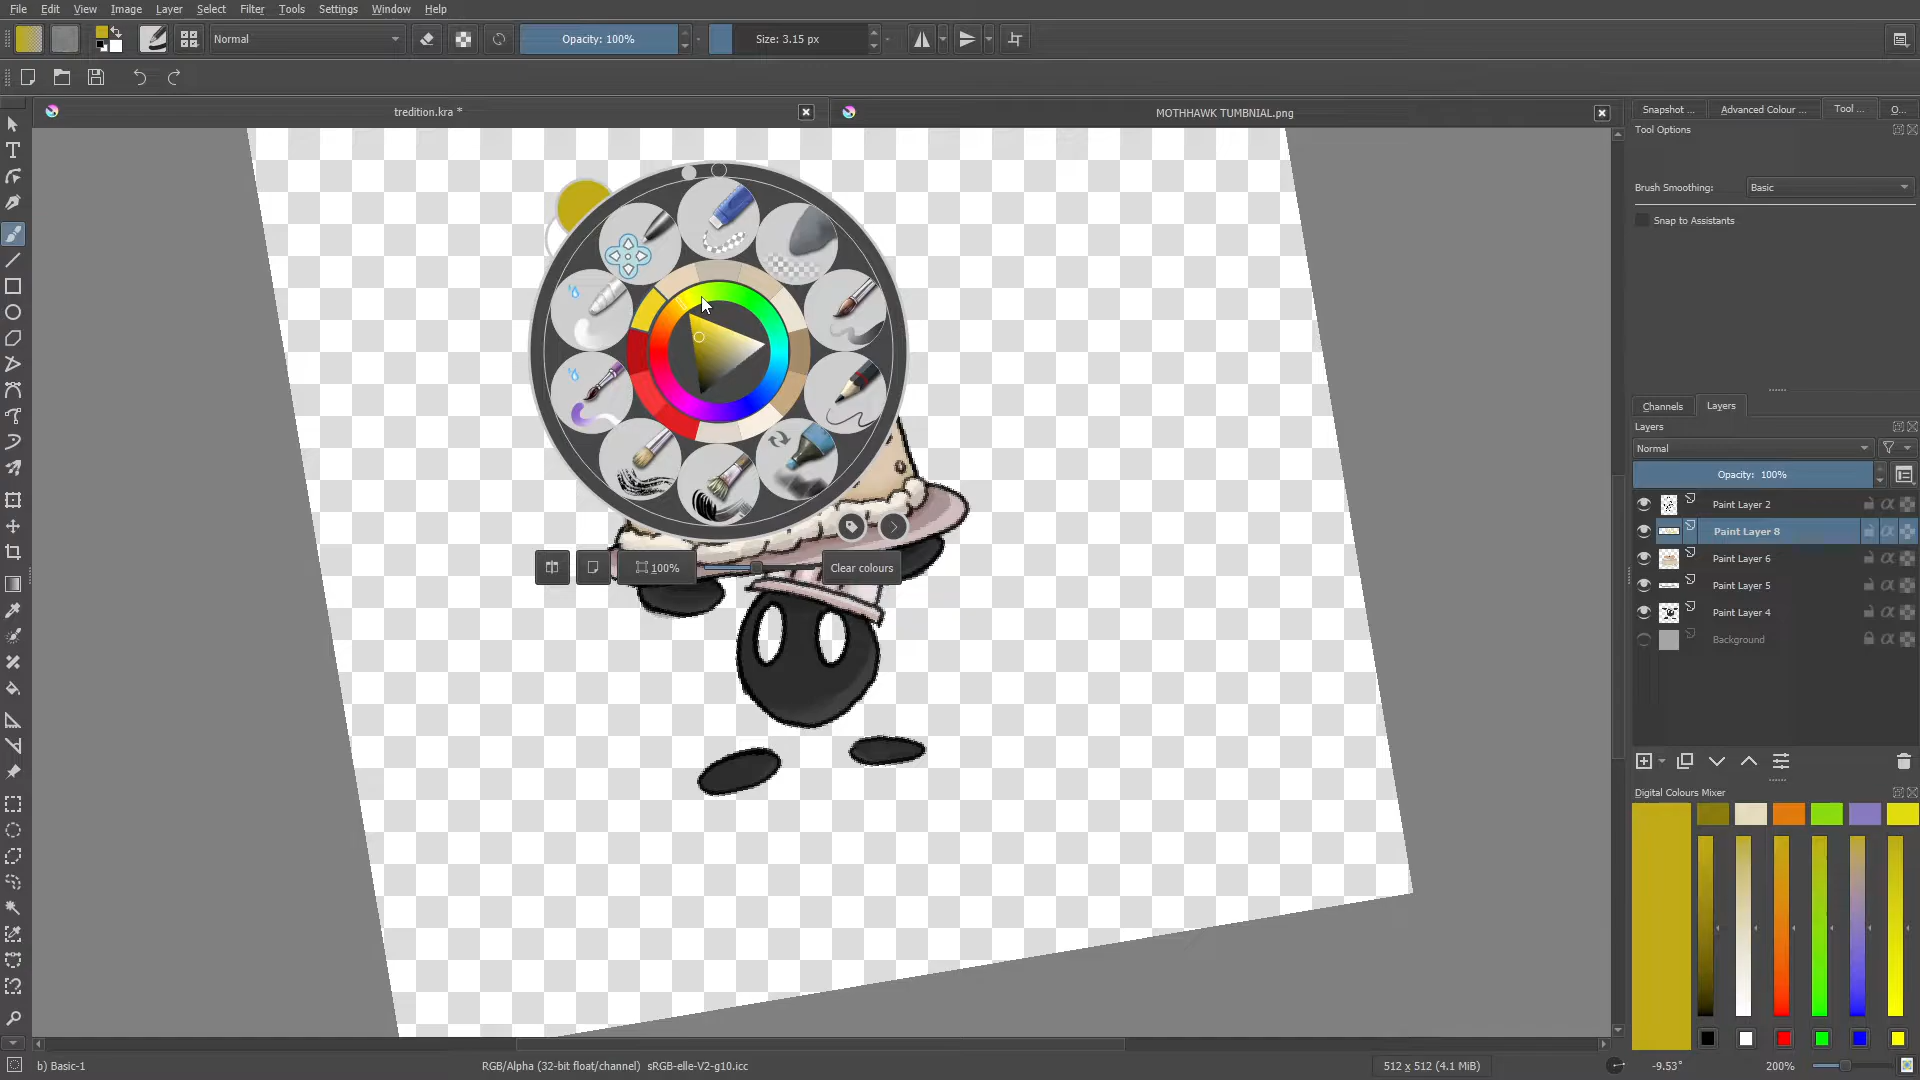 File Edit View Image Layer Select Filter Tools Settings Window Help
Normal Opacity: 100% Size: 3.15 px
tredition.kra * MOTHHAWK TUMBNIAL.png
Snapshot ... Advanced Colour ... Tool ... O...
Tool Options
Brush Smoothing: Basic
Snap to Assistants
Channels Layers
Layers
Normal
Opacity: 100%
Paint Layer 2
Paint Layer 8
Paint Layer 6
Paint Layer 5
Paint Layer 4
Background
100% Clear colours
Digital Colours Mixer
b) Basic-1 RGB/Alpha (32-bit float/channel) sRGB-elle-V2-g10.icc 512 x 512 (4.1 MiB) -9.53° 200%